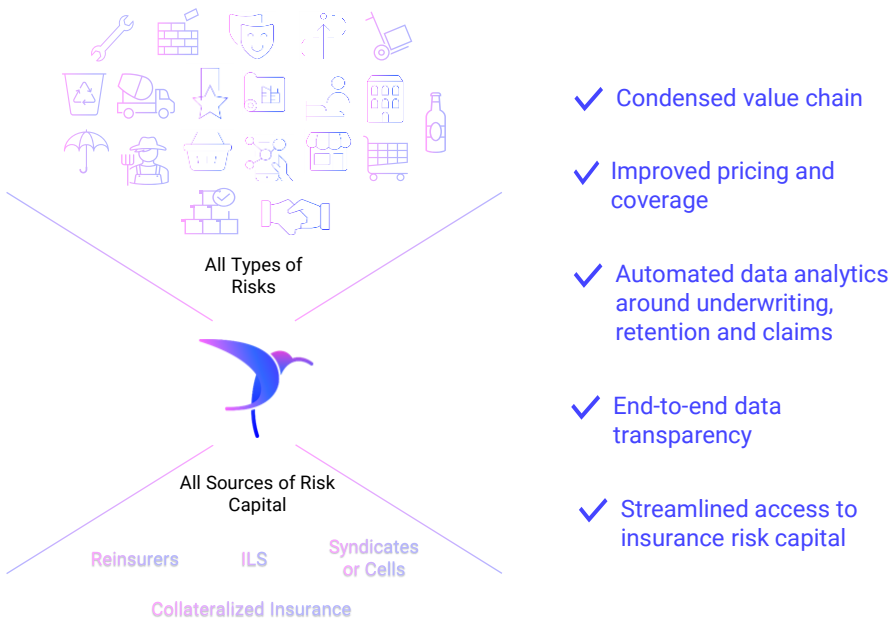 All Types of
Risks
All Sources of Risk
Capital
Reinsurers
ILS
Syndicates
or Cells
Collateralized Insurance
Condensed value chain
Improved pricing and
coverage
Automated data analytics
around underwriting,
retention and claims
End-to-end data
transparency
Streamlined access to
insurance risk capital